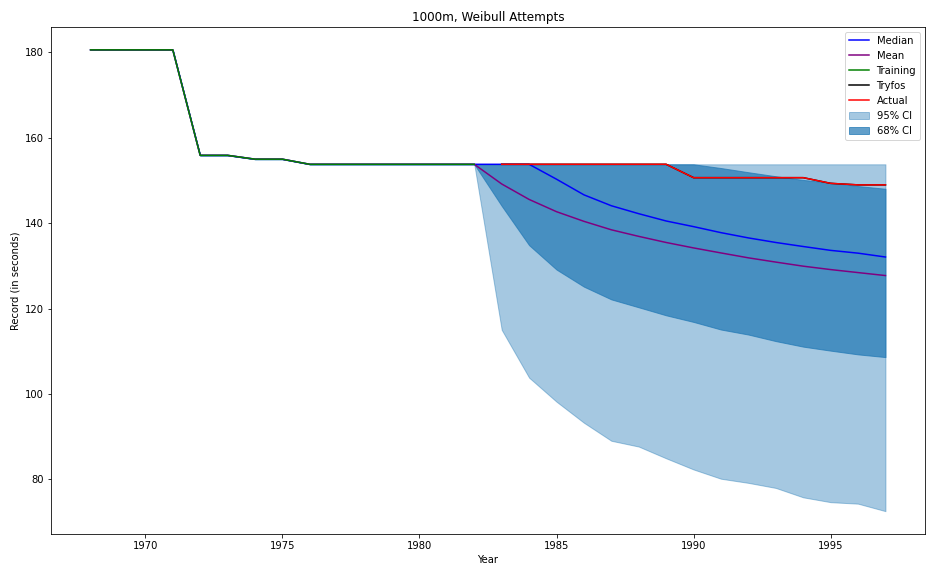 1000m, Weibull Attempts
Median
Mean
Training
Tryfos
Actual
95% CI
68% CI
180
160
140
120
100
80
Record (in seconds)
1970
1975
1980
1985
1990
1995
Year